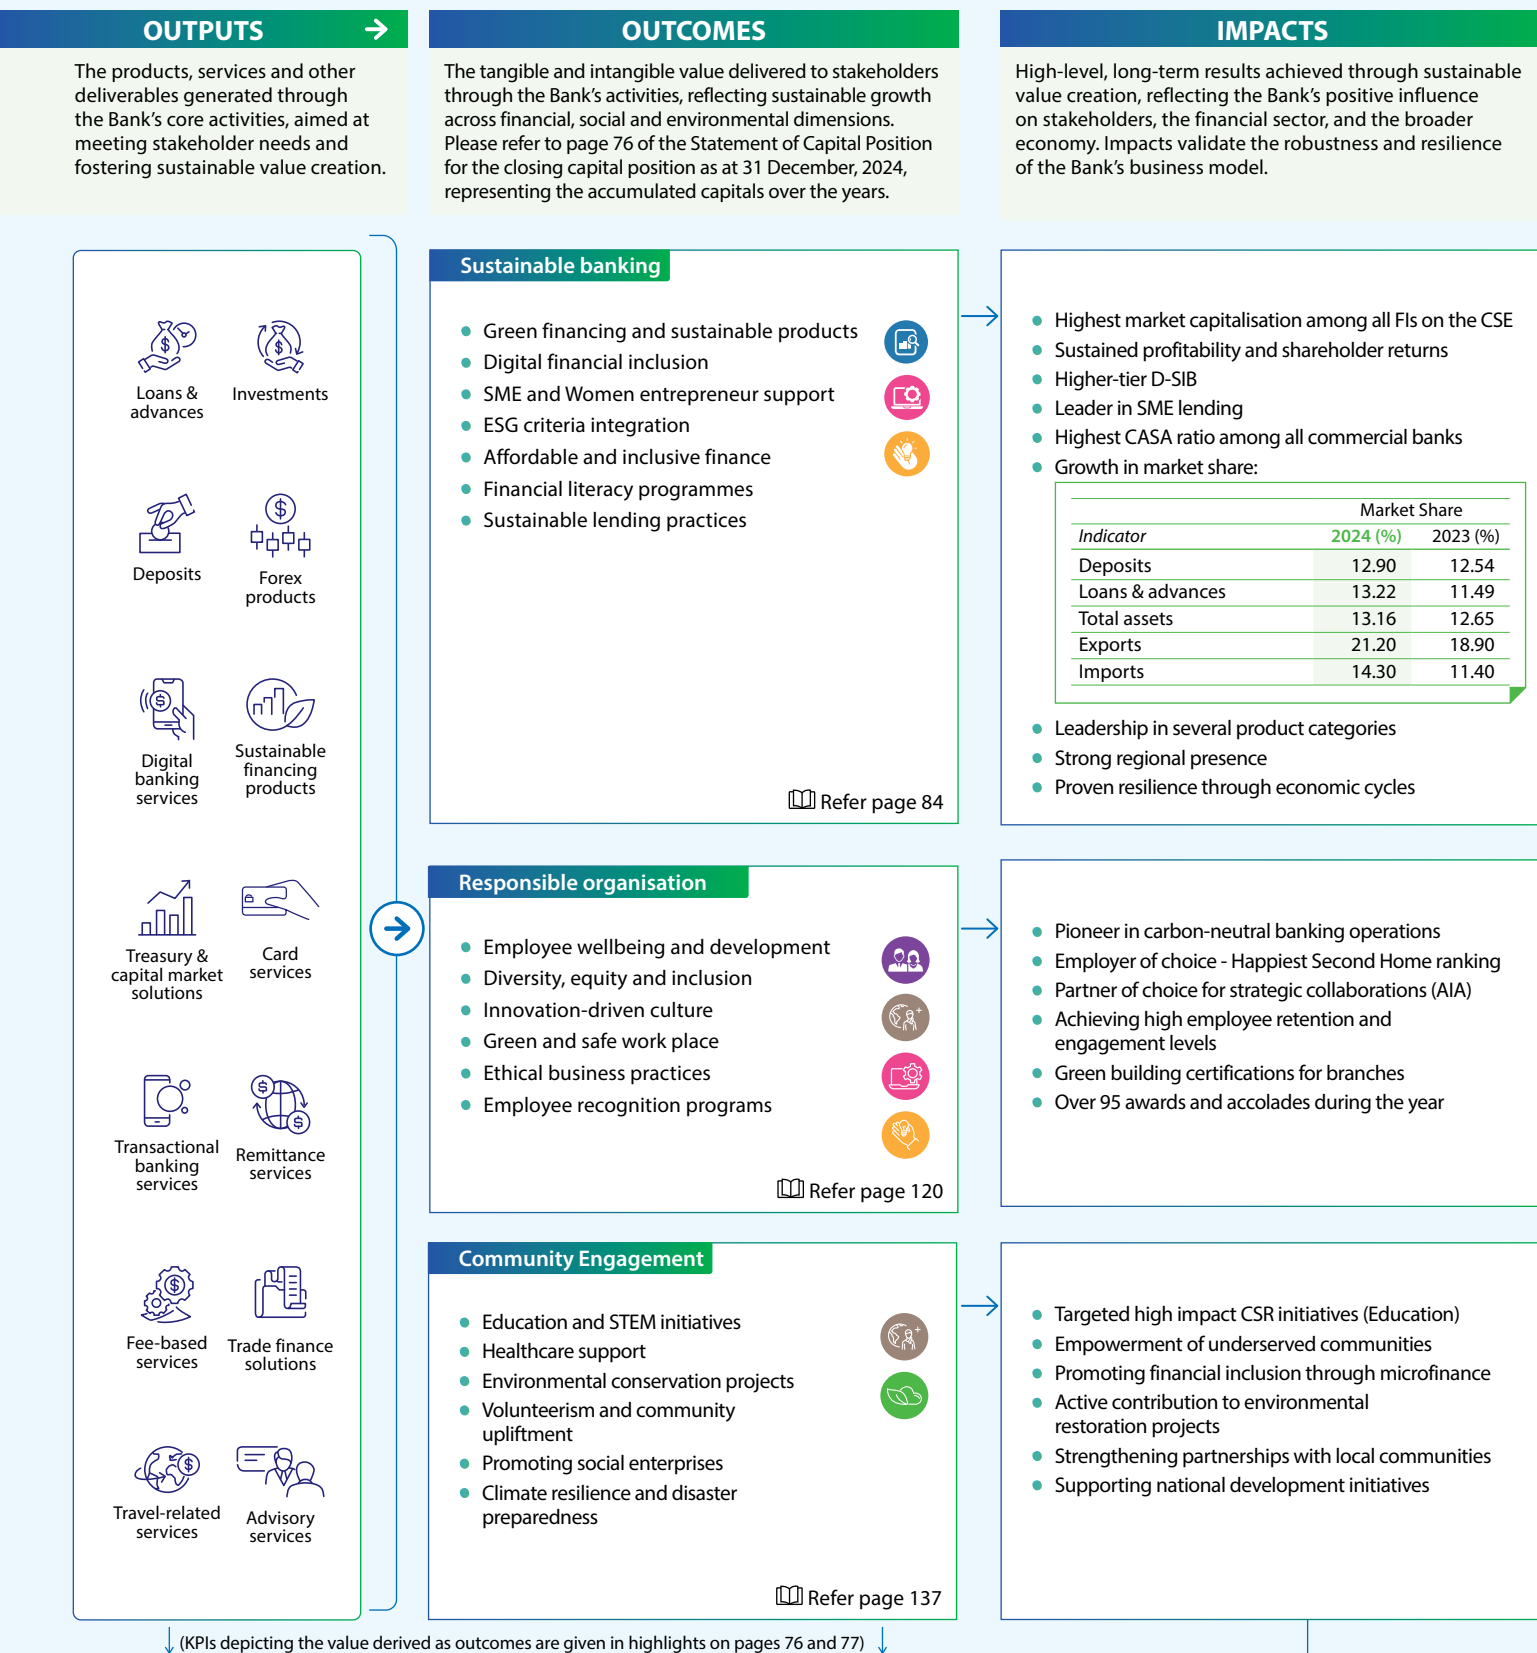 OUTPUTS
The products, services and other
deliverables generated through
the Bank's core activities, aimed at
meeting stakeholder needs and
fostering sustainable value creation.
OUTCOMES
The tangible and intangible value delivered to stakeholders
through the Bank's activities, reflecting sustainable growth
across financial, social and environmental dimensions.
Please refer to page 76 of the Statement of Capital Position
for the closing capital position as at 31 December, 2024,
representing the accumulated capitals over the years.
IMPACTS
High-level, long-term results achieved through sustainable
value creation, reflecting the Bank's positive influence
on stakeholders, the financial sector, and the broader
economy. Impacts validate the robustness and resilience
of the Bank's business model.
Loans &
advances
Investments
Deposits
Forex
products
Digital
banking
services
Sustainable
financing
products
Treasury &
capital market
solutions
Card
services
Transactional
banking
services
Remittance
services
Fee-based
services
Trade finance
solutions
Travel-related
services
Advisory
services
Sustainable banking
• Green financing and sustainable products
• Digital financial inclusion
• SME and Women entrepreneur support
• ESG criteria integration
• Affordable and inclusive finance
• Financial literacy programmes
• Sustainable lending practices
Refer page 84
• Highest market capitalisation among all FIs on the CSE
• Sustained profitability and shareholder returns
• Higher-tier D-SIB
• Leader in SME lending
• Highest CASA ratio among all commercial banks
• Growth in market share:
Market Share
Indicator 2024 (%) 2023 (%)
Deposits 12.90 12.54
Loans & advances 13.22 11.49
Total assets 13.16 12.65
Exports 21.20 18.90
Imports 14.30 11.40
• Leadership in several product categories
• Strong regional presence
• Proven resilience through economic cycles
Responsible organisation
• Employee wellbeing and development
• Diversity, equity and inclusion
• Innovation-driven culture
• Green and safe work place
• Ethical business practices
• Employee recognition programs
Refer page 120
• Pioneer in carbon-neutral banking operations
• Employer of choice - Happiest Second Home ranking
• Partner of choice for strategic collaborations (AIA)
• Achieving high employee retention and
engagement levels
• Green building certifications for branches
• Over 95 awards and accolades during the year
Community Engagement
• Education and STEM initiatives
• Healthcare support
• Environmental conservation projects
• Volunteerism and community
upliftment
• Promoting social enterprises
• Climate resilience and disaster
preparedness
Refer page 137
• Targeted high impact CSR initiatives (Education)
• Empowerment of underserved communities
• Promoting financial inclusion through microfinance
• Active contribution to environmental
restoration projects
• Strengthening partnerships with local communities
• Supporting national development initiatives
(KPIs depicting the value derived as outcomes are given in highlights on pages 76 and 77)